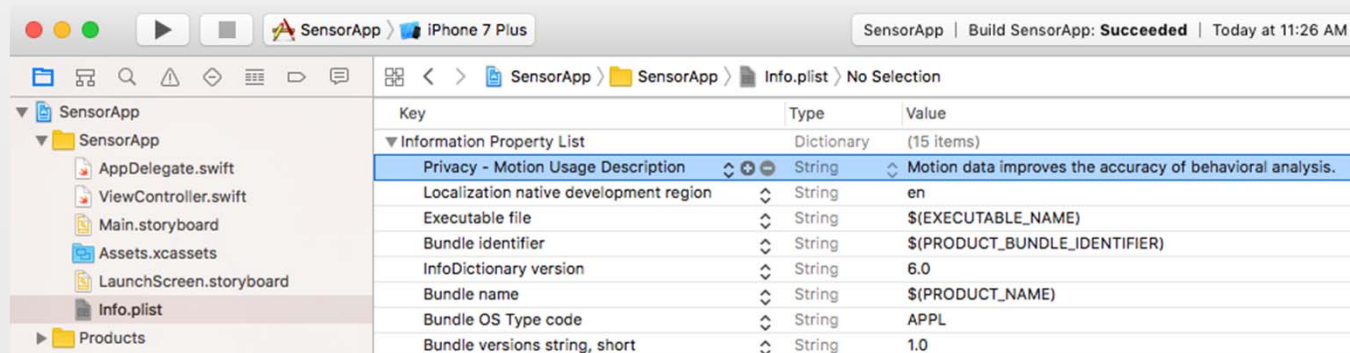 SensorApp 〉 iPhone 7 Plus
SensorApp | Build SensorApp: Succeeded | Today at 11:26 AM
SensorApp 〉 SensorApp 〉 Info.plist 〉 No Selection
SensorApp
SensorApp
AppDelegate.swift
ViewController.swift
Main.storyboard
Assets.xcassets
LaunchScreen.storyboard
Info.plist
Products
Key Type Value
Information Property List Dictionary (15 items)
Privacy - Motion Usage Description String Motion data improves the accuracy of behavioral analysis.
Localization native development region String en
Executable file String $(EXECUTABLE_NAME)
Bundle identifier String $(PRODUCT_BUNDLE_IDENTIFIER)
InfoDictionary version String 6.0
Bundle name String $(PRODUCT_NAME)
Bundle OS Type code String APPL
Bundle versions string, short String 1.0